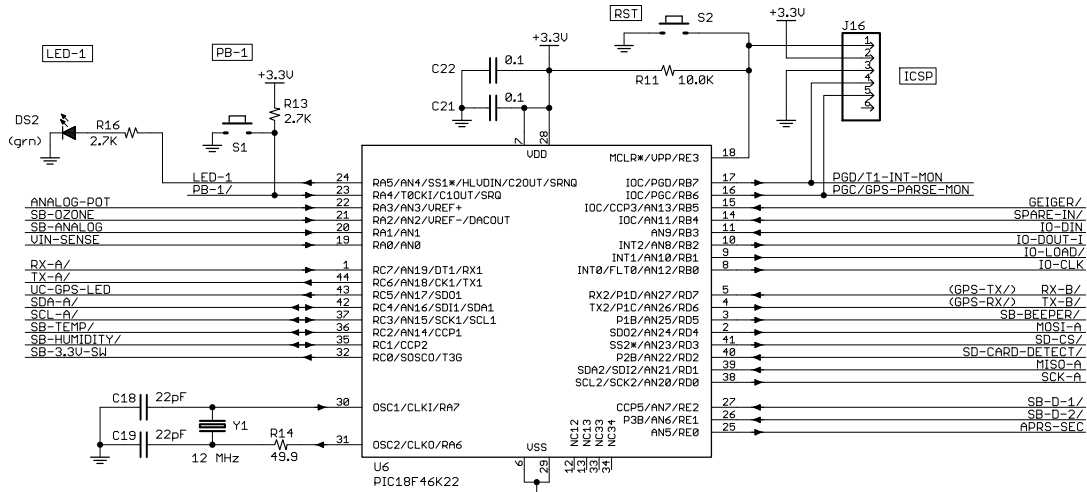 RST
S2
+3.3V
J16
1
2
3
4
5
6
ICSP
LED-1
PB-1
+3.3V
C22
0.1
R11
10.0K
C21
0.1
+3.3V
R13
2.7K
DS2
(grn)
R16
2.7K
S1
7
28
VDD
MCLR*/VPP/RE3
18
LED-1
24
RA5/AN4/SS1*/HLVDIN/C2OUT/SRNQ
IOC/PGD/RB7
17
PGD/T1-INT-MON
PB-1/
23
RA4/T0CKI/C1OUT/SRQ
IOC/PGC/RB6
16
PGC/GPS-PARSE-MON
ANALOG-POT
22
RA3/AN3/VREF+
IOC/CCP3/AN13/RB5
15
GEIGER/
SB-OZONE
21
RA2/AN2/VREF-/DACOUT
IOC/AN11/RB4
14
SPARE-IN/
SB-ANALOG
20
RA1/AN1
AN9/RB3
11
IO-DIN
VIN-SENSE
19
RA0/AN0
INT2/AN8/RB2
10
IO-DOUT-I
INT1/AN10/RB1
9
IO-LOAD/
RX-A/
1
RC7/AN19/DT1/RX1
INT0/FLT0/AN12/RB0
8
IO-CLK
TX-A/
44
RC6/AN18/CK1/TX1
UC-GPS-LED
43
RC5/AN17/SDO1
RX2/P1D/AN27/RD7
5
(GPS-TX/) RX-B/
SDA-A/
42
RC4/AN16/SDI1/SDA1
TX2/P1C/AN26/RD6
4
(GPS-RX/) TX-B/
SCL-A/
37
RC3/AN15/SCK1/SCL1
P1B/AN25/RD5
3
SB-BEEPER/
SB-TEMP/
36
RC2/AN14/CCP1
SDO2/AN24/RD4
2
MOSI-A
SB-HUMIDITY/
35
RC1/CCP2
SS2*/AN23/RD3
41
SD-CS/
SB-3.3V-SW
32
RC0/SOSCO/T3G
P2B/AN22/RD2
40
SD-CARD-DETECT/
SDA2/SDI2/AN21/RD1
39
MISO-A
SCL2/SCK2/AN20/RD0
38
SCK-A
C18
22pF
30
OSC1/CLKI/RA7
CCP5/AN7/RE2
27
SB-D-1/
P3B/AN6/RE1
26
SB-D-2/
AN5/RE0
25
APRS-SEC
C19
22pF
Y1
12 MHz
R14
49.9
31
OSC2/CLKO/RA6
VSS
NC12
NC13
NC33
NC34
6
29
12
13
33
34
U6
PIC18F46K22